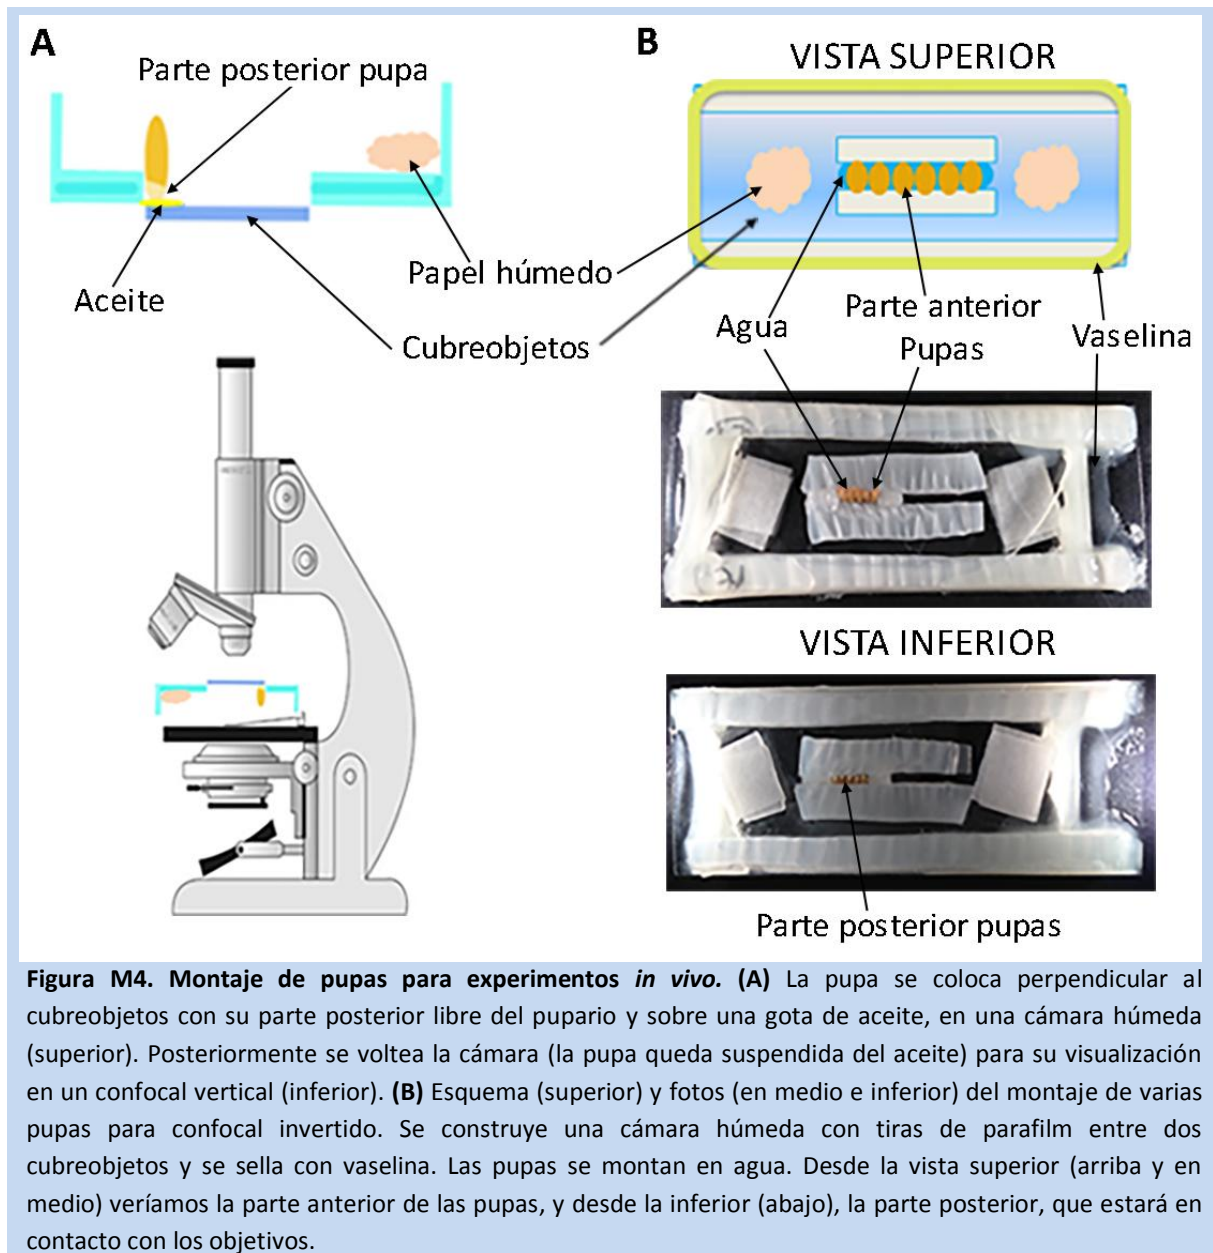 A
Parte posterior pupa
Papel húmedo
Aceite
Cubreobjetos
B
VISTA SUPERIOR
Agua
Parte anterior
Pupas
Vaselina
VISTA INFERIOR
Parte posterior pupas
Figura M4. Montaje de pupas para experimentos in vivo. (A) La pupa se coloca perpendicular al
cubreobjetos con su parte posterior libre del pupario y sobre una gota de aceite, en una cámara húmeda
(superior). Posteriormente se voltea la cámara (la pupa queda suspendida del aceite) para su visualización
en un confocal vertical (inferior). (B) Esquema (superior) y fotos (en medio e inferior) del montaje de varias
pupas para confocal invertido. Se construye una cámara húmeda con tiras de parafilm entre dos
cubreobjetos y se sella con vaselina. Las pupas se montan en agua. Desde la vista superior (arriba y en
medio) veríamos la parte anterior de las pupas, y desde la inferior (abajo), la parte posterior, que estará en
contacto con los objetivos.